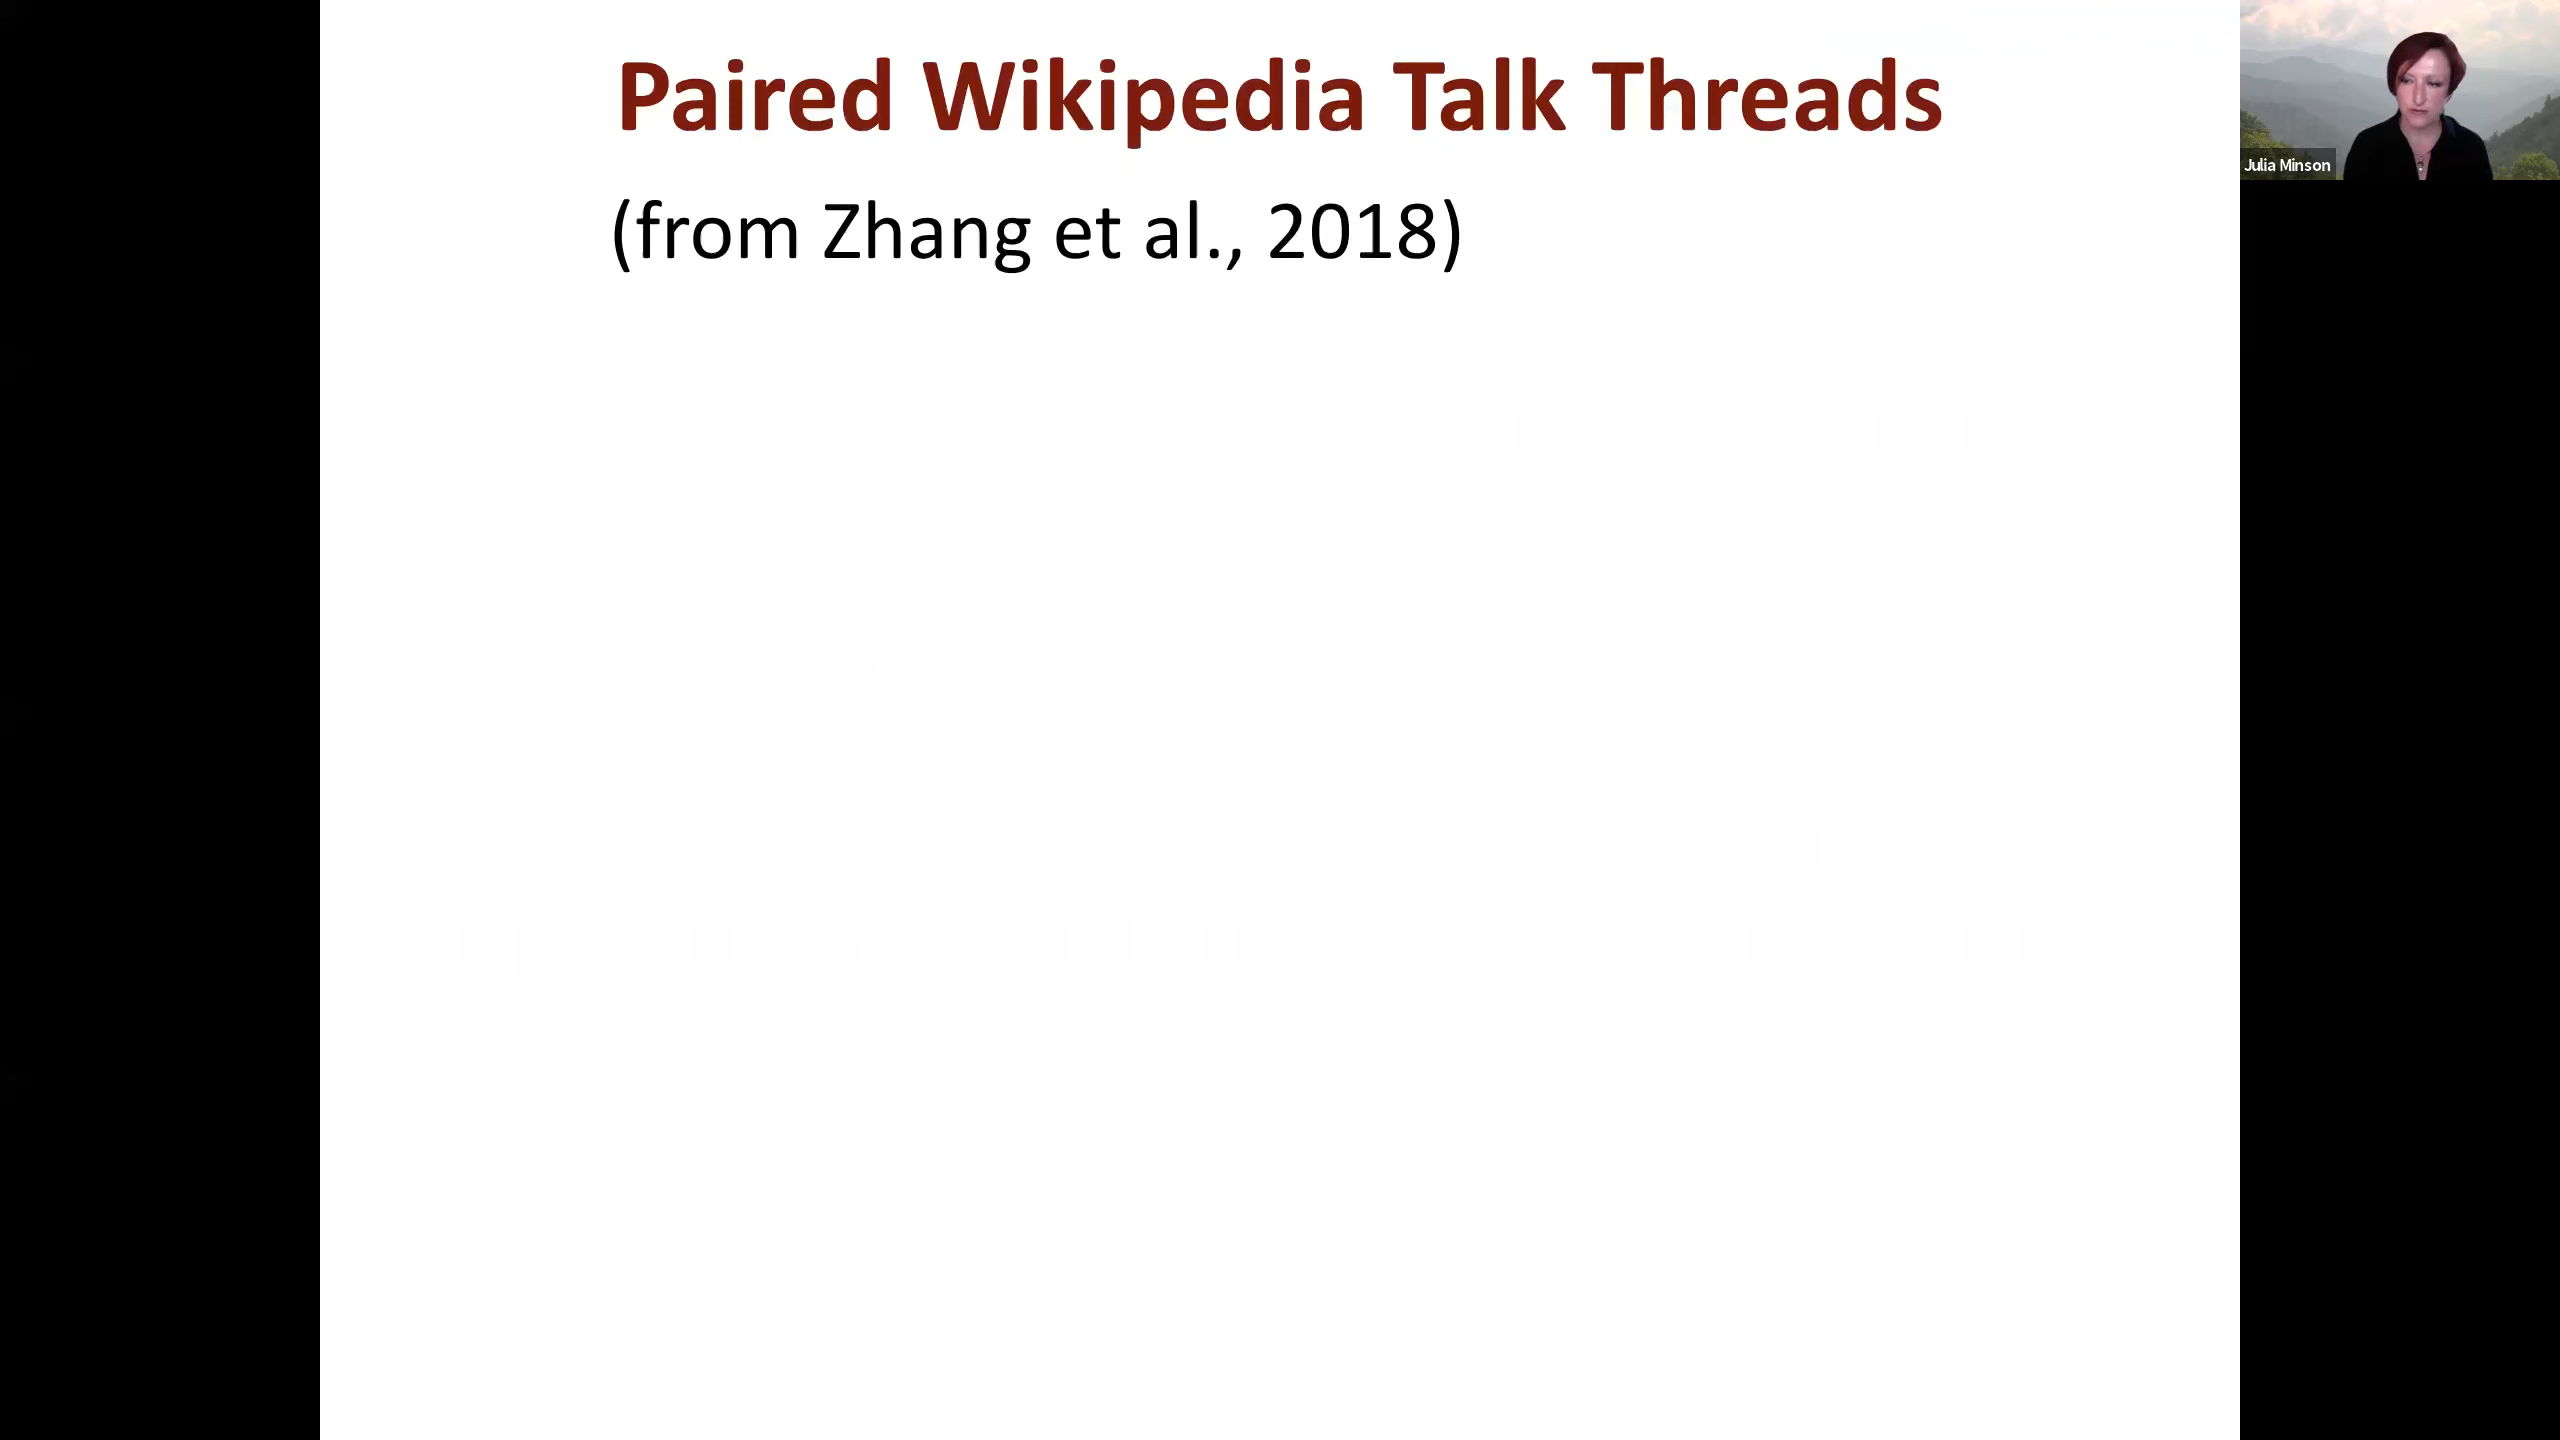 Paired Wikipedia Talk Threads
(from Zhang et al., 2018)
Julia Minson